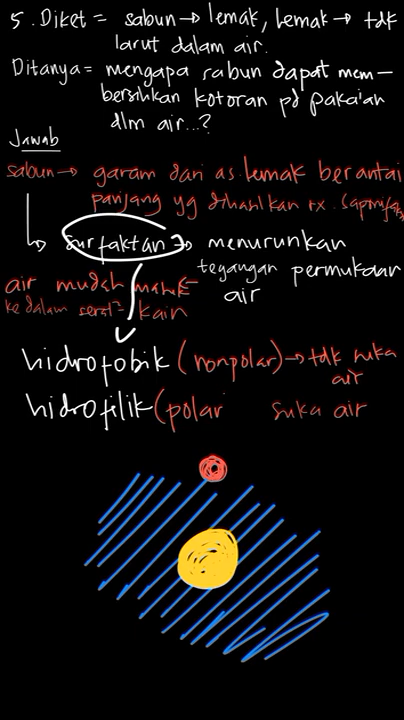 5. Diket = sabun → lemak, lemak → tdk
larut dalam air.
Ditanya = mengapa sabun dapat mem-
bersihkan kotoran pd pakaian
dlm air...?
Jawab
sabun → garam dari as. lemak berantai
panjang yg dihasilkan rx. saponifikasi
Surfaktan → menurunkan
tegangan permukaan
air
air mudah masuk
ke dalam serat² kain
hidrofobik (nonpolar) → tdk suka
air
hidrofilik (polar suka air